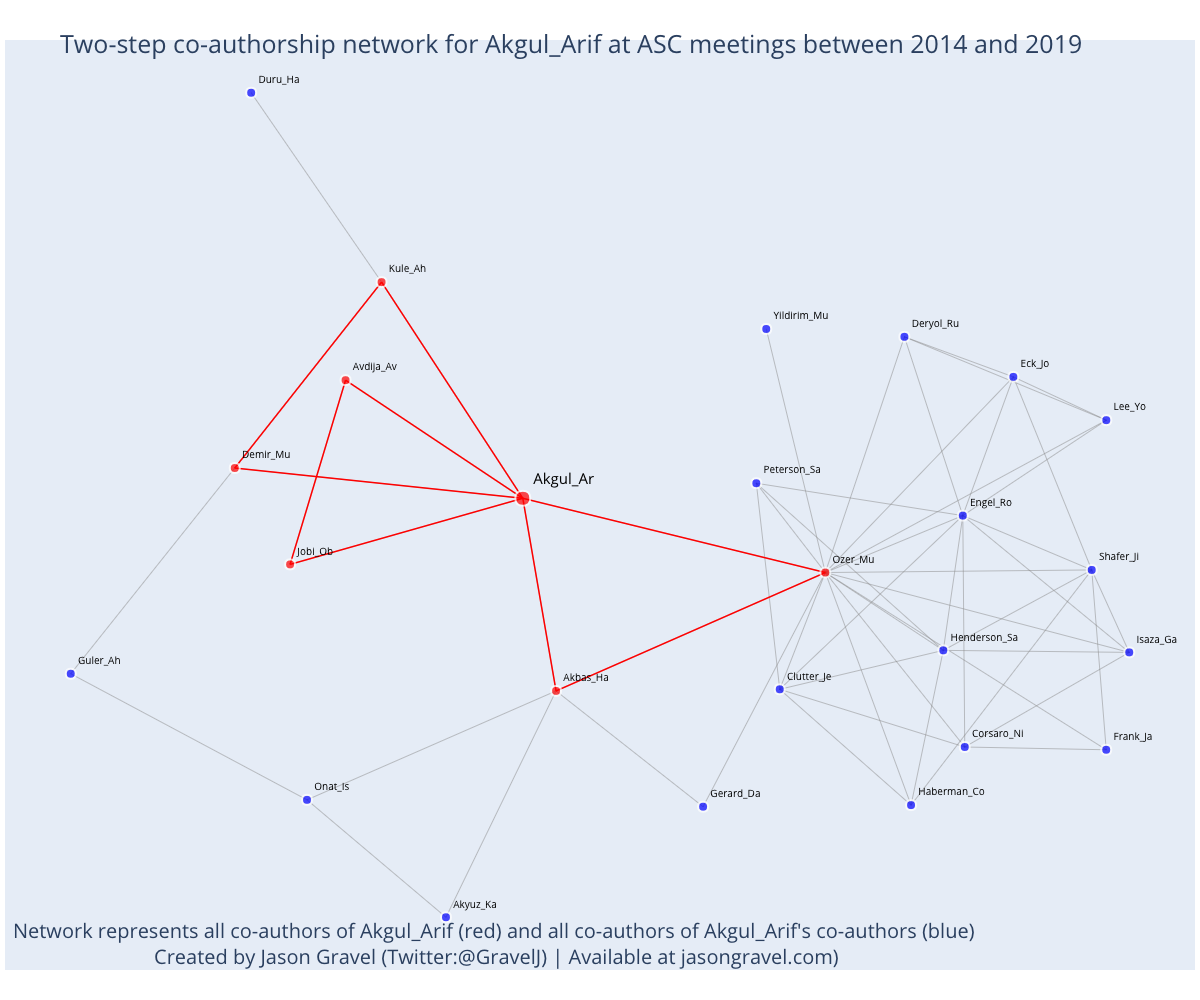 Two-step co-authorship network for Akgul_Arif at ASC meetings between 2014 and 2019
Duru_Ha
Kule_Ah
Yildirim_Mu
Deryol_Ru
Avdija_Av
Eck_Jo
Lee_Yo
Demir_Mu
Peterson_Sa
Akgul_Ar
Engel_Ro
Jobi_Ob
Ozer_Mu
Shafer_Ji
Henderson_Sa
Isaza_Ga
Guler_Ah
Akbas_Ha
Clutter_Je
Corsaro_Ni
Frank_Ja
Onat_Is
Gerard_Da
Haberman_Co
Akyuz_Ka
Network represents all co-authors of Akgul_Arif (red) and all co-authors of Akgul_Arif's co-authors (blue)
Created by Jason Gravel (Twitter:@GravelJ) | Available at jasongravel.com)